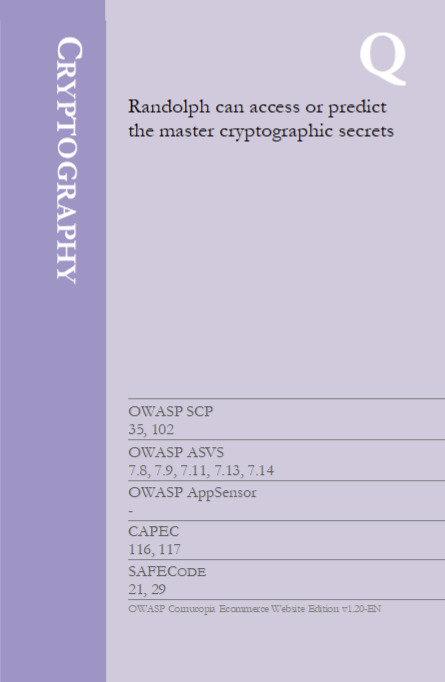 CRYPTOGRAPHY
Q
Randolph can access or predict
the master cryptographic secrets
OWASP SCP
35, 102
OWASP ASVS
7.8, 7.9, 7.11, 7.13, 7.14
OWASP AppSensor
-
CAPEC
116, 117
SAFECODE
21, 29
OWASP Cornucopia Ecommerce Website Edition v1.20-EN